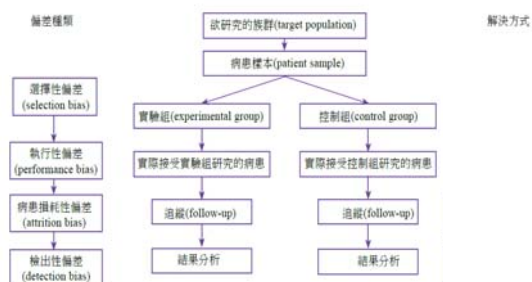 偏差種類
欲研究的族群(target population)
解決方式
病患樣本(patient sample)
選擇性偏差
(selection bias)
實驗組(experimental group)
控制組(control group)
執行性偏差
(performance bias)
實際接受實驗組研究的病患
實際接受控制組研究的病患
病患損耗性偏差
(attrition bias)
追蹤(follow-up)
追蹤(follow-up)
檢出性偏差
(detection bias)
結果分析
結果分析